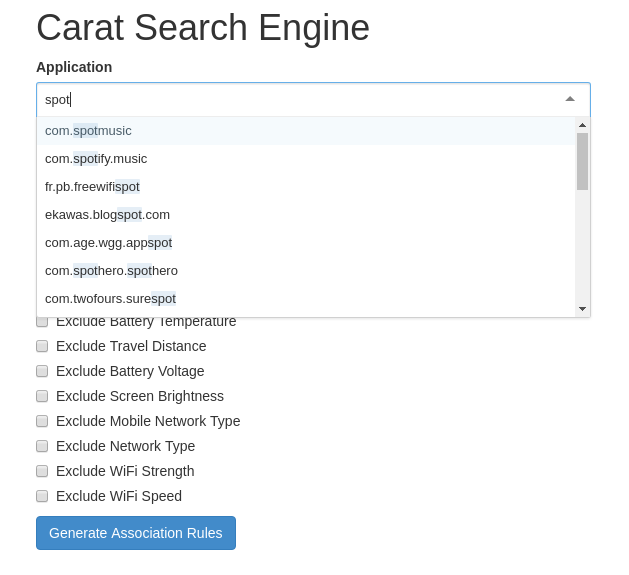 Carat Search Engine
Application
spot
com.spotmusic
com.spotify.music
fr.pb.freewifispot
ekawas.blogspot.com
com.age.wgg.appspot
com.spothero.spothero
com.twofours.surespot
Exclude Battery Temperature
Exclude Travel Distance
Exclude Battery Voltage
Exclude Screen Brightness
Exclude Mobile Network Type
Exclude Network Type
Exclude WiFi Strength
Exclude WiFi Speed
Generate Association Rules